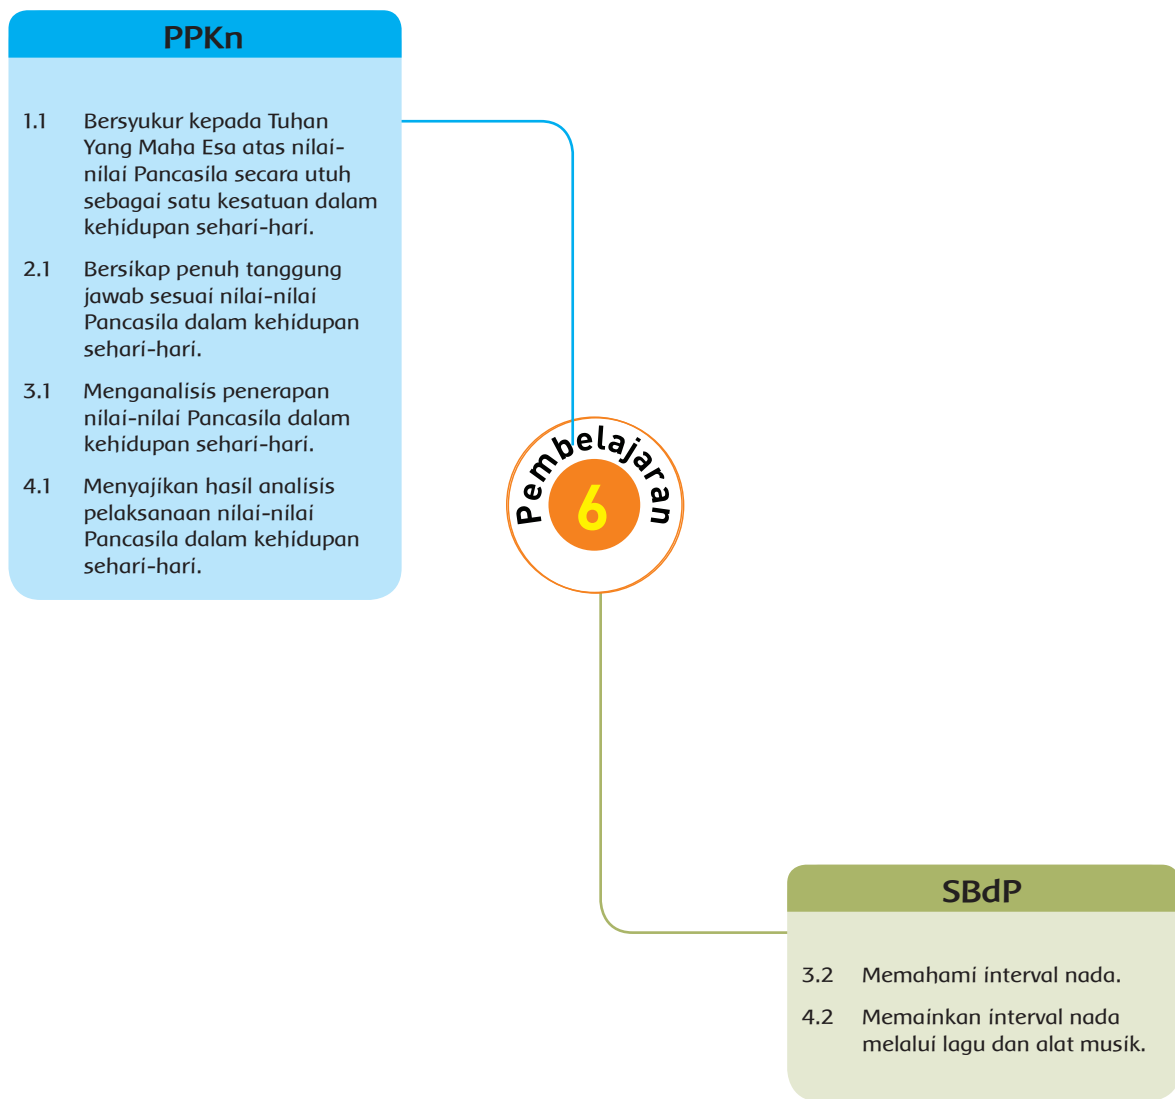 PPKn
1.1 Bersyukur kepada Tuhan
Yang Maha Esa atas nilai-
nilai Pancasila secara utuh
sebagai satu kesatuan dalam
kehidupan sehari-hari.
2.1 Bersikap penuh tanggung
jawab sesuai nilai-nilai
Pancasila dalam kehidupan
sehari-hari.
3.1 Menganalisis penerapan
nilai-nilai Pancasila dalam
kehidupan sehari-hari.
4.1 Menyajikan hasil analisis
pelaksanaan nilai-nilai
Pancasila dalam kehidupan
sehari-hari.
Pembelajaran
6
SBdP
3.2 Memahami interval nada.
4.2 Memainkan interval nada
melalui lagu dan alat musik.